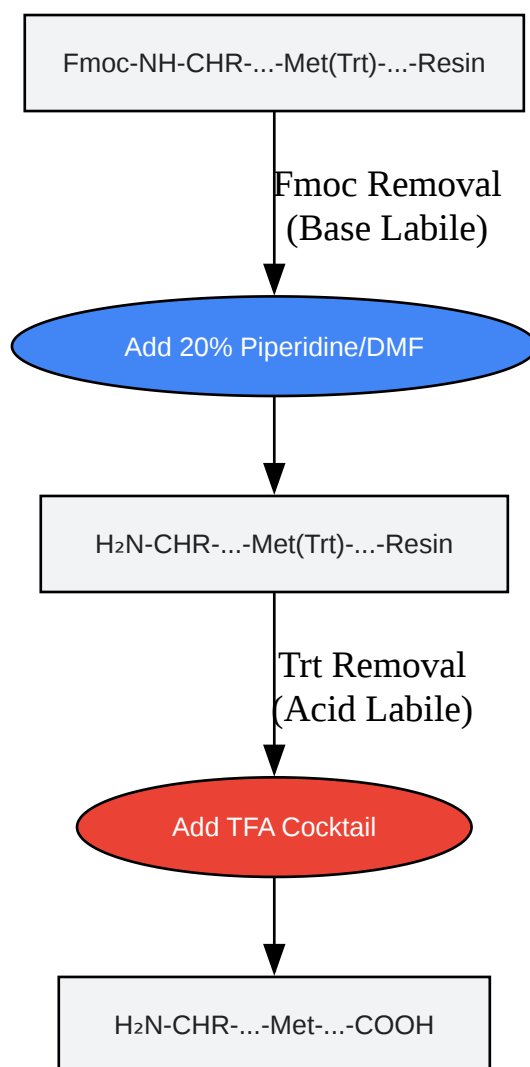 Fmoc-NH-CHR-...-Met(Trt)-...-Resin
Fmoc Removal
(Base Labile)
Add 20% Piperidine/DMF
H₂N-CHR-...-Met(Trt)-...-Resin
Trt Removal
(Acid Labile)
Add TFA Cocktail
H₂N-CHR-...-Met-...-COOH